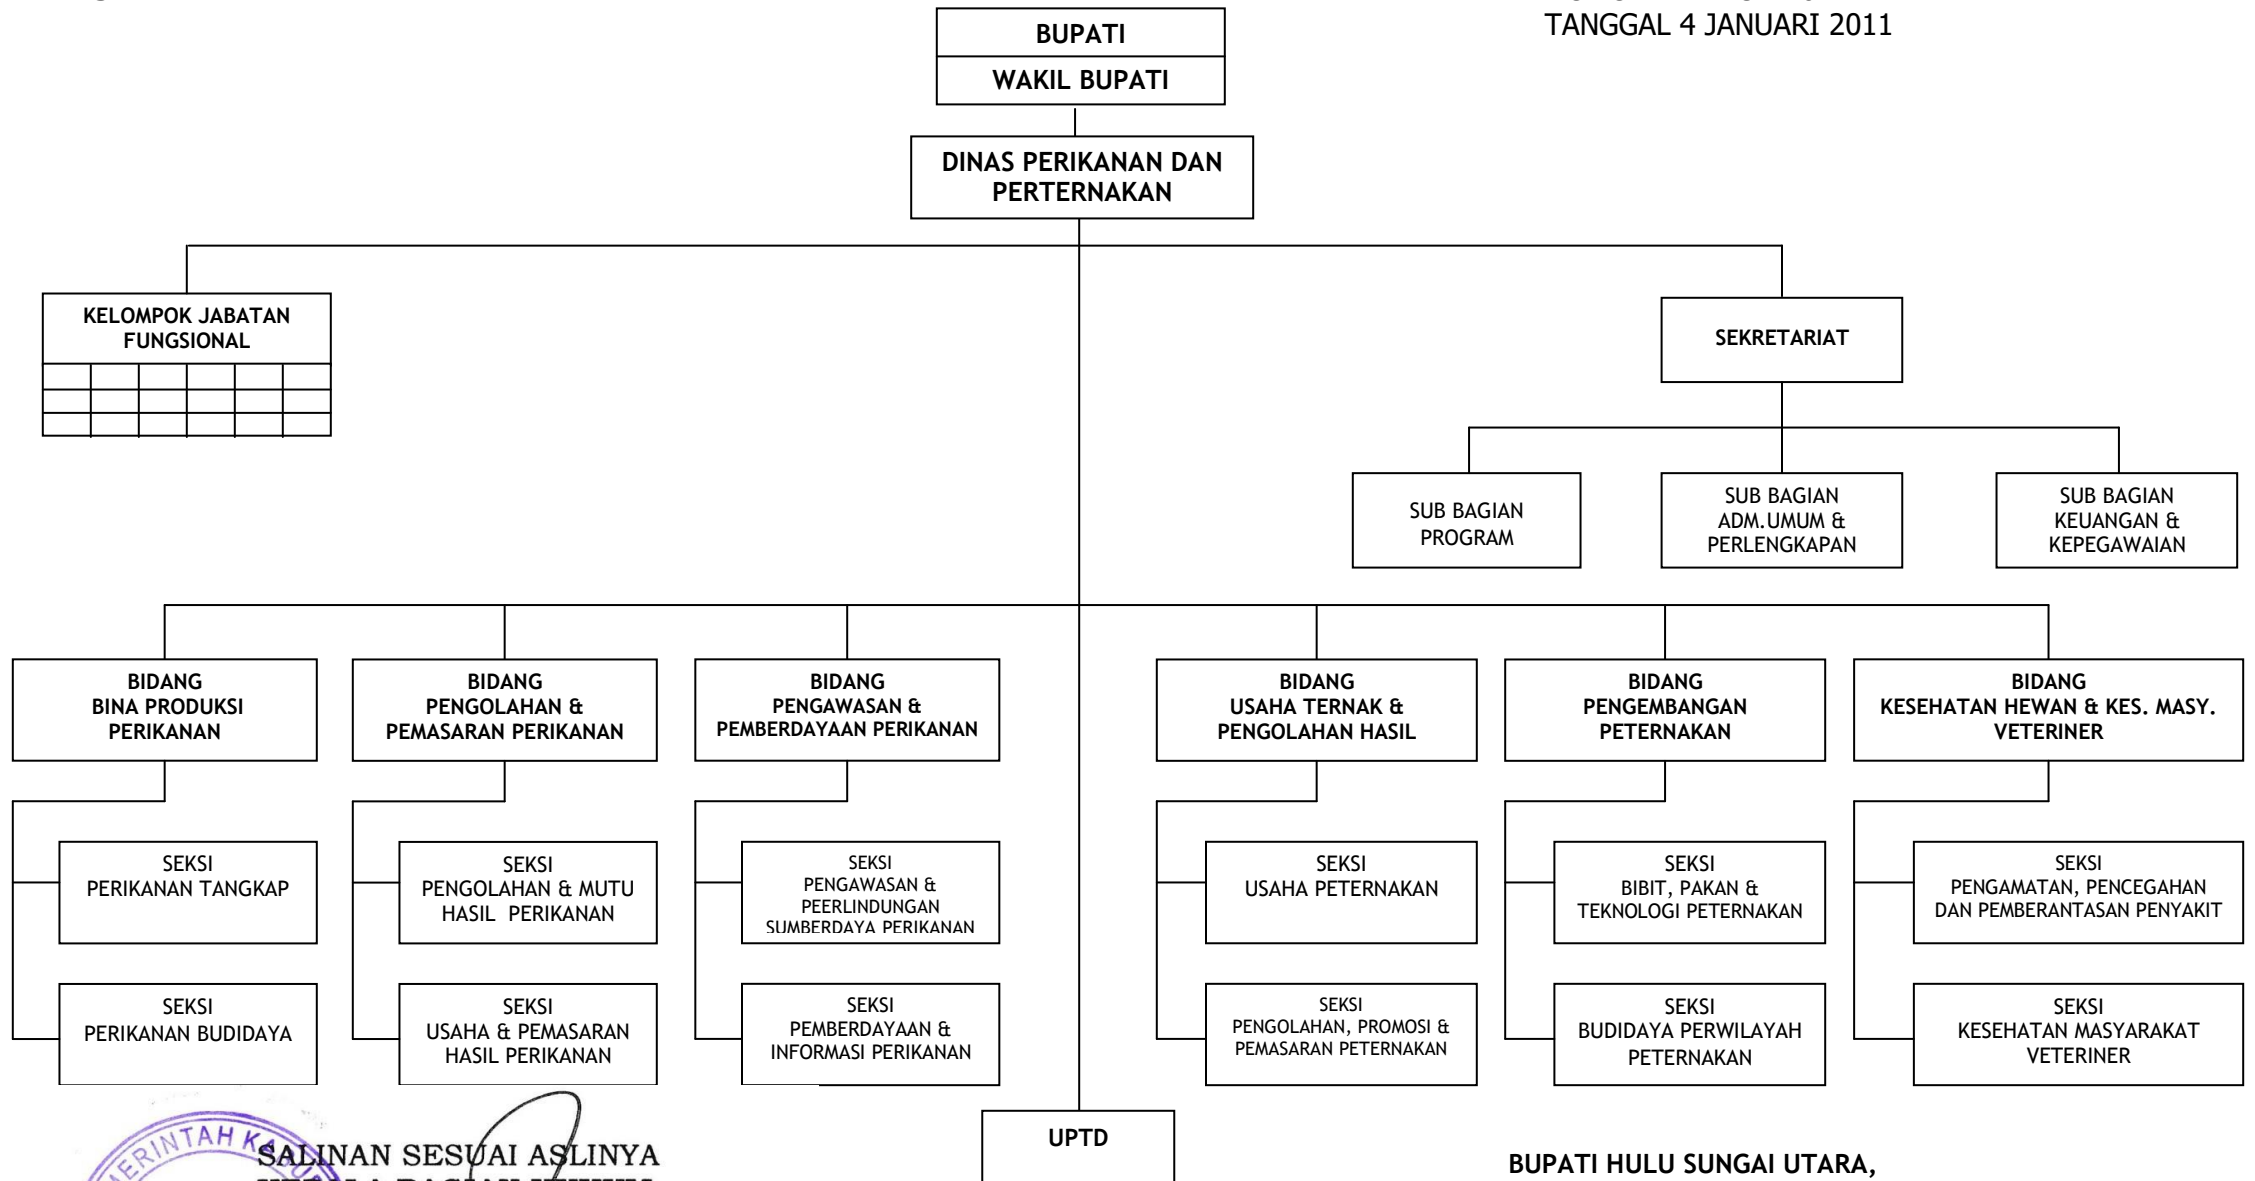 TANGGAL 4 JANUARI 2011
BUPATI
WAKIL BUPATI
DINAS PERIKANAN DAN
PERTERNAKAN
KELOMPOK JABATAN
FUNGSIONAL
SEKRETARIAT
SUB BAGIAN
PROGRAM
SUB BAGIAN
ADM.UMUM &
PERLENGKAPAN
SUB BAGIAN
KEUANGAN &
KEPEGAWAIAN
BIDANG
BINA PRODUKSI
PERIKANAN
BIDANG
PENGOLAHAN &
PEMASARAN PERIKANAN
BIDANG
PENGAWASAN &
PEMBERDAYAAN PERIKANAN
BIDANG
USAHA TERNAK &
PENGOLAHAN HASIL
BIDANG
PENGEMBANGAN
PETERNAKAN
BIDANG
KESEHATAN HEWAN & KES. MASY.
VETERINER
SEKSI
PERIKANAN TANGKAP
SEKSI
PENGOLAHAN & MUTU
HASIL PERIKANAN
SEKSI
PENGAWASAN &
PEERLINDUNGAN
SUMBERDAYA PERIKANAN
SEKSI
USAHA PETERNAKAN
SEKSI
BIBIT, PAKAN &
TEKNOLOGI PETERNAKAN
SEKSI
PENGAMATAN, PENCEGAHAN
DAN PEMBERANTASAN PENYAKIT
SEKSI
PERIKANAN BUDIDAYA
SEKSI
USAHA & PEMASARAN
HASIL PERIKANAN
SEKSI
PEMBERDAYAAN &
INFORMASI PERIKANAN
SEKSI
PENGOLAHAN, PROMOSI &
PEMASARAN PETERNAKAN
SEKSI
BUDIDAYA PERWILAYAH
PETERNAKAN
SEKSI
KESEHATAN MASYARAKAT
VETERINER
UPTD
SALINAN SESUAI ASLINYA
BUPATI HULU SUNGAI UTARA,